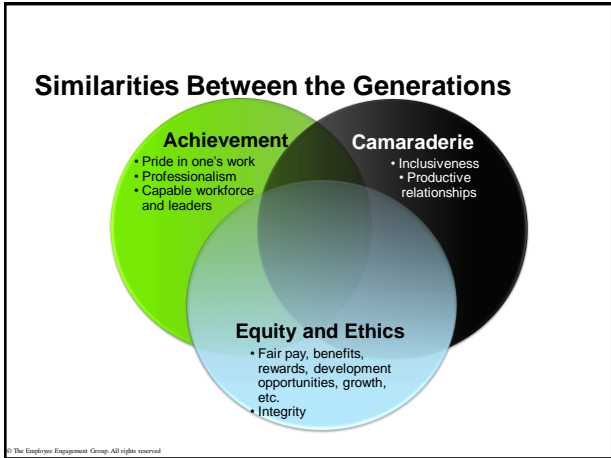 Similarities Between the Generations
Achievement
• Pride in one's work
• Professionalism
• Capable workforce
and leaders
Camaraderie
• Inclusiveness
• Productive
relationships
Equity and Ethics
• Fair pay, benefits,
rewards, development
opportunities, growth,
etc.
• Integrity
© The Employee Engagement Group. All rights reserved